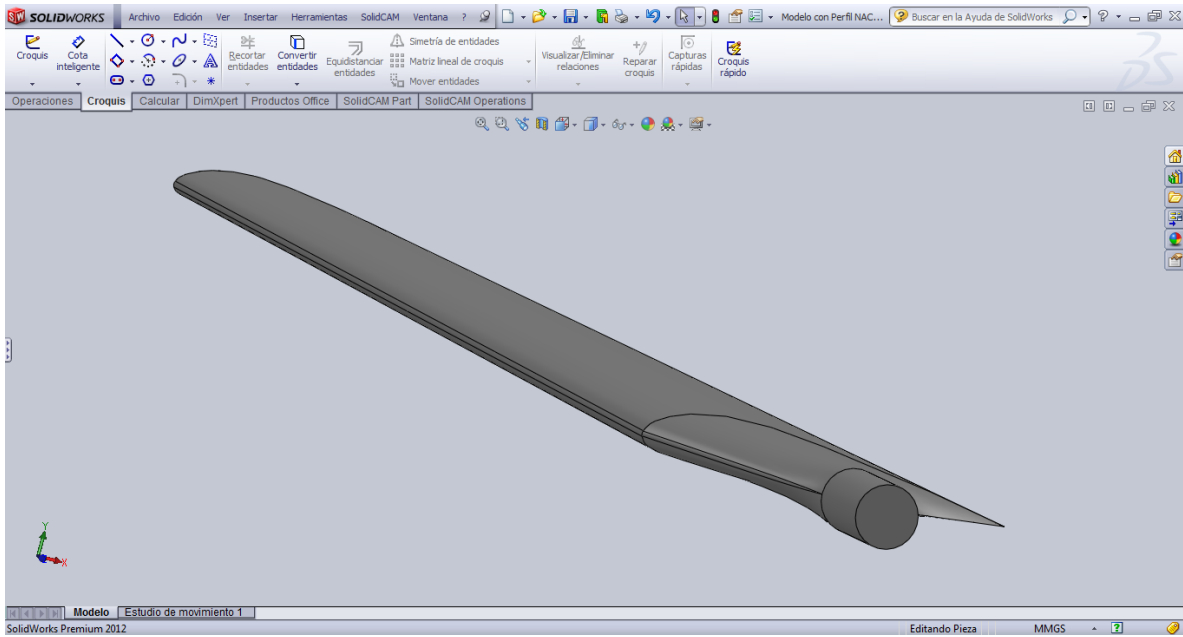 SOLIDWORKS Archivo Edición Ver Insertar Herramientas SolidCAM Ventana ? Modelo con Perfil NAC... Buscar en la Ayuda de SolidWorks ?
Croquis
Cota inteligente
Recortar entidades
Convertir entidades
Equidistanciar entidades
Simetría de entidades
Matriz lineal de croquis
Mover entidades
Visualizar/Eliminar relaciones
Reparar croquis
Capturas rápidas
Croquis rápido
Operaciones Croquis Calcular DimXpert Productos Office SolidCAM Part SolidCAM Operations
Y
X
Modelo Estudio de movimiento 1
SolidWorks Premium 2012 Editando Pieza MMGS ?